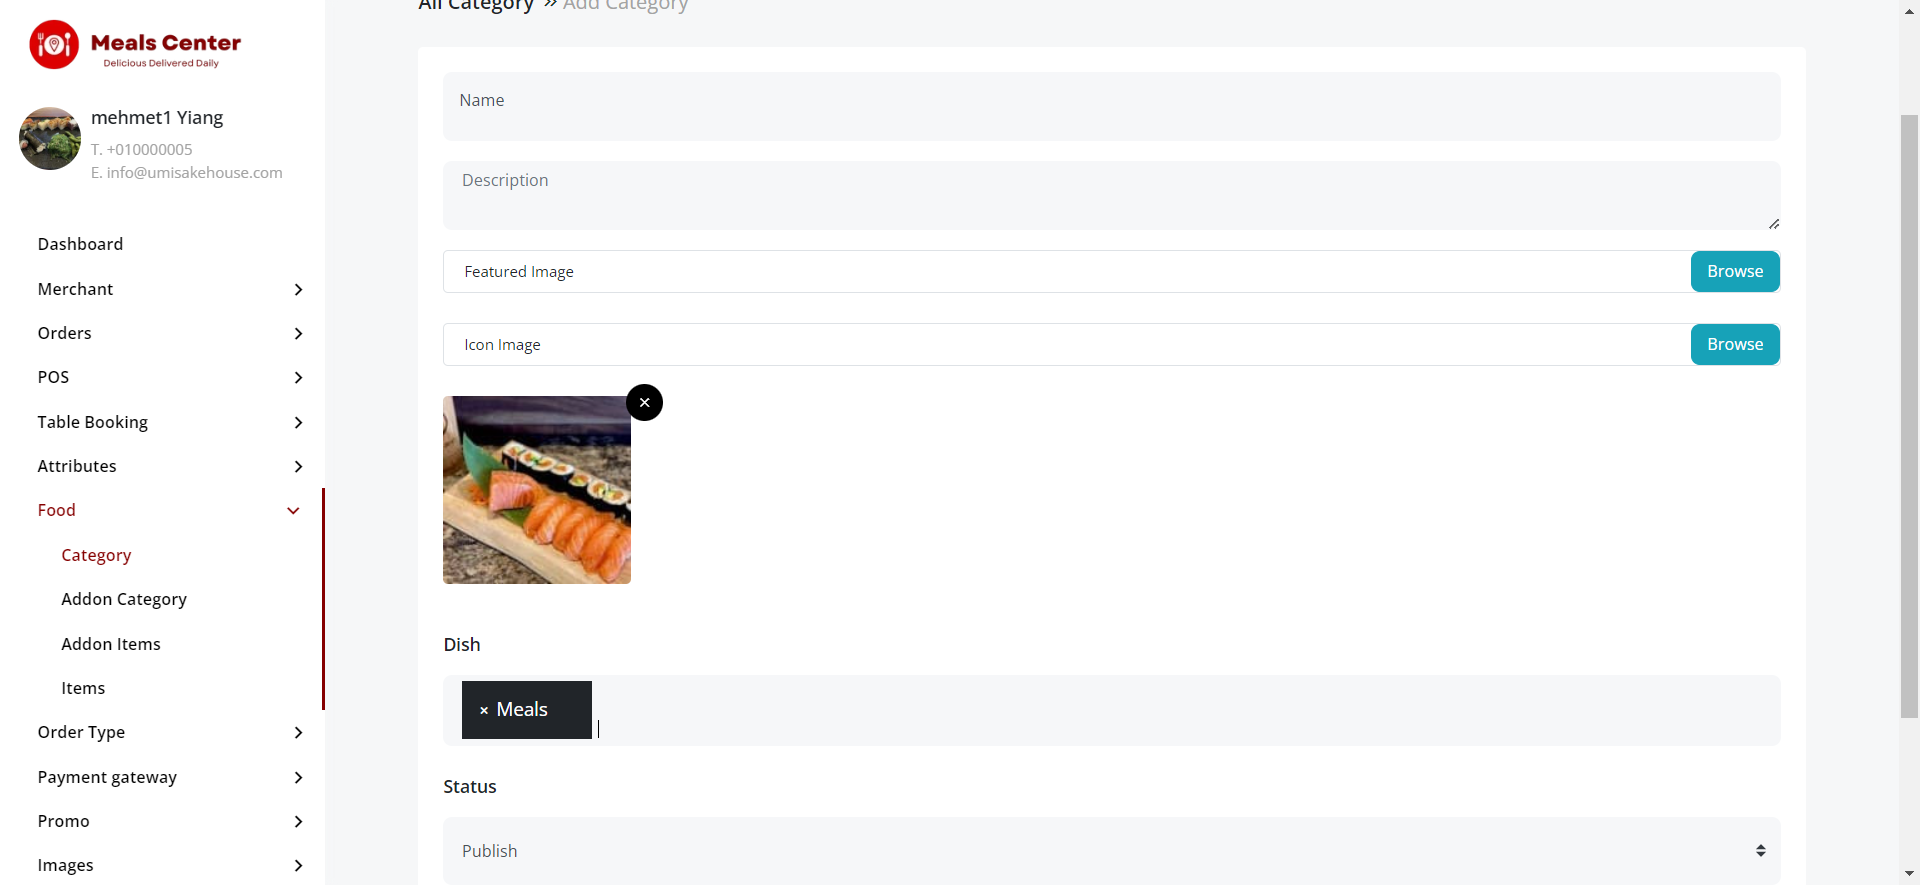 Meals Center
Delicious Delivered Daily
mehmet1 Yiang
T. +010000005
E. info@umisakehouse.com
Dashboard
Merchant
Orders
POS
Table Booking
Attributes
Food
Category
Addon Category
Addon Items
Items
Order Type
Payment gateway
Promo
Images
All Category » Add Category
Name
Description
Featured Image
Browse
Icon Image
Browse
×
Dish
× Meals
Status
Publish